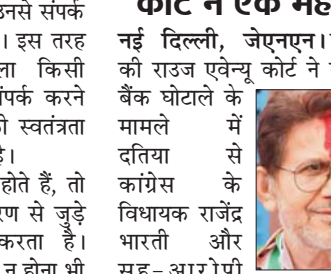 उनसे संपर्क
। इस तरह
ला किसी
संपर्क करने
ी स्वतंत्रता
है।
होते हैं, तो
रण से जुड़े
करता है।
न होना भी
कोर्ट ने एक मह
नई दिल्ली, जेएनएन।
की राउज एवेन्यू कोर्ट ने
बैंक घोटाले के
मामले में
दतिया से
कांग्रेस के
विधायक राजेंद्र
भारती और
सह-आरोपी